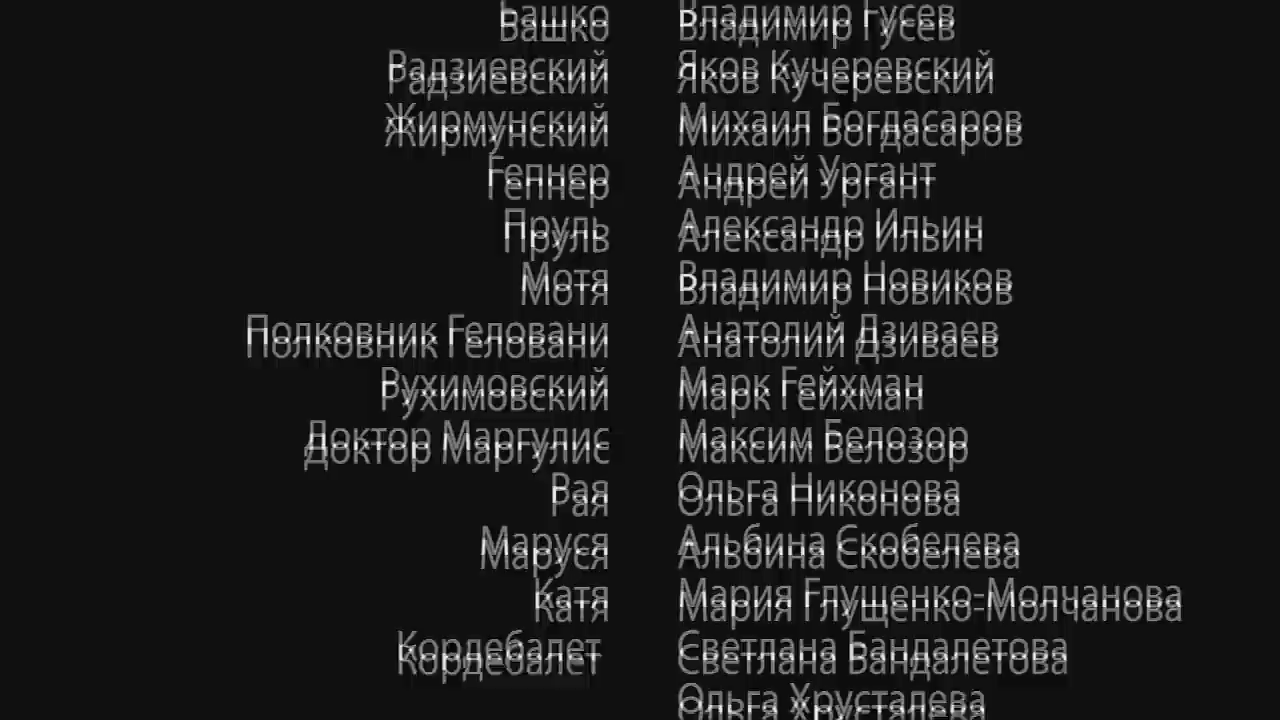 Башко Владимир Гусев
Радзиевский Яков Кучеревский
Жирмунский Михаил Богдасаров
Гепнер Андрей Ургант
Пруль Александр Ильин
Мотя Владимир Новиков
Полковник Геловани Анатолий Дзиваев
Рухимовский Марк Гейхман
Доктор Маргулис Максим Белозор
Рая Ольга Никонова
Маруся Альбина Скобелева
Катя Мария Глущенко-Молчанова
Кордебалет Светлана Бандалетова
Ольга Хрусталева